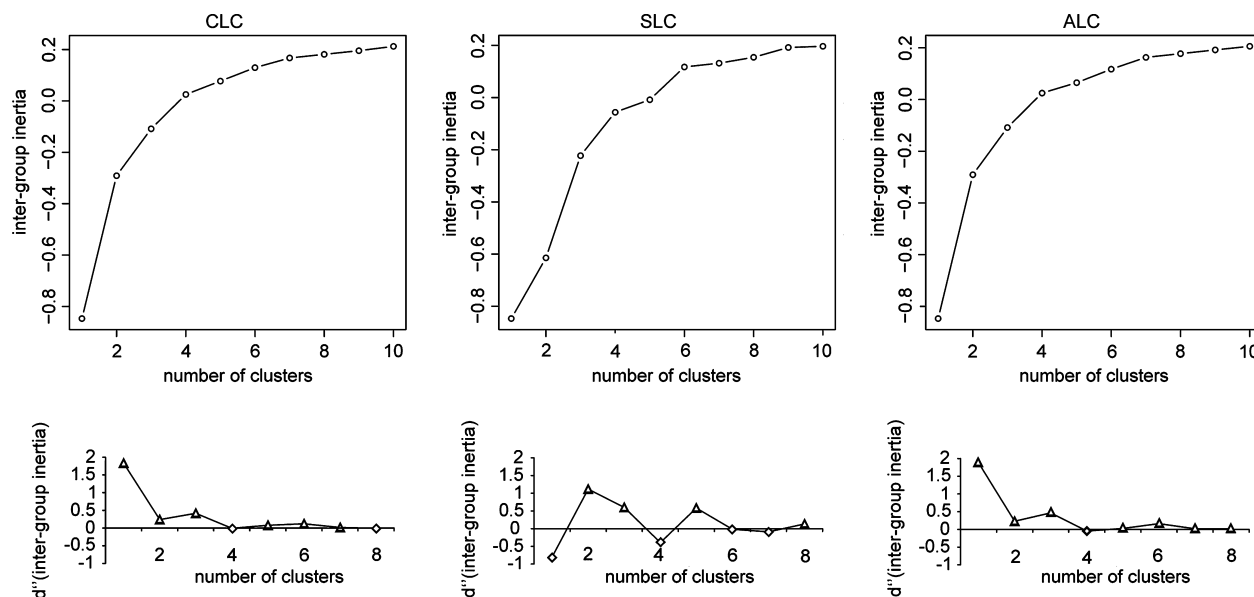 CLC
inter-group inertia
0.2
0.0
−0.2
−0.4
−0.6
−0.8
2 4 6 8 10
number of clusters
SLC
inter-group inertia
0.2
0.0
−0.2
−0.4
−0.6
−0.8
2 4 6 8 10
number of clusters
ALC
inter-group inertia
0.2
0.0
−0.2
−0.4
−0.6
−0.8
2 4 6 8 10
number of clusters
d''(inter-group inertia)
2
1.5
1
0.5
0
-0.5
-1
2 4 6 8
number of clusters
d''(inter-group inertia)
2
1.5
1
0.5
0
-0.5
-1
2 4 6 8
number of clusters
d''(inter-group inertia)
2
1.5
1
0.5
0
-0.5
-1
2 4 6 8
number of clusters